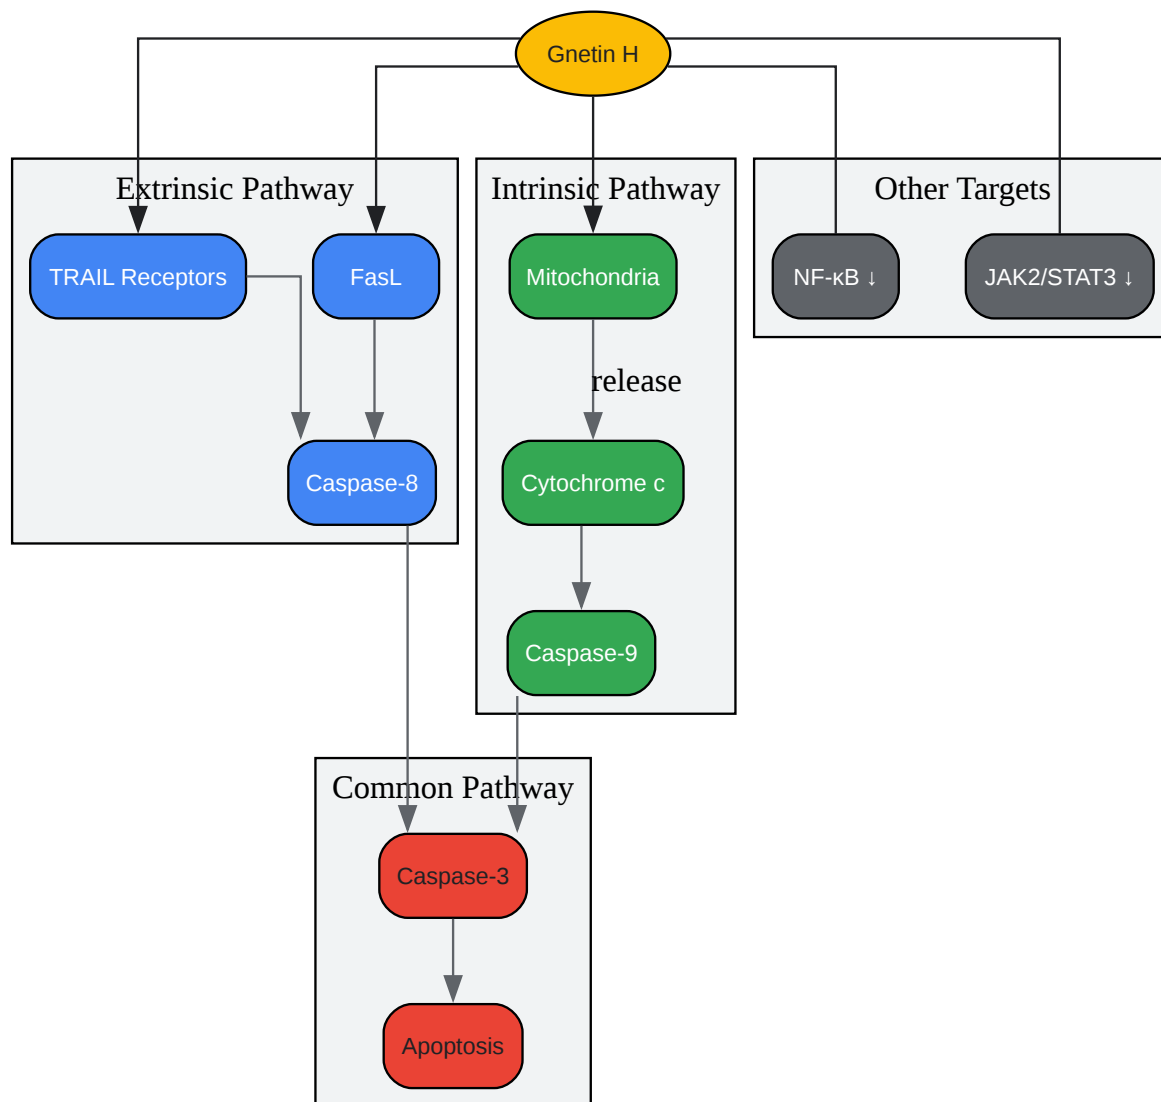 Gnetin H
Extrinsic Pathway
Intrinsic Pathway
Other Targets
TRAIL Receptors
FasL
Mitochondria
NF-κB ↓
JAK2/STAT3 ↓
release
Caspase-8
Cytochrome c
Caspase-9
Common Pathway
Caspase-3
Apoptosis